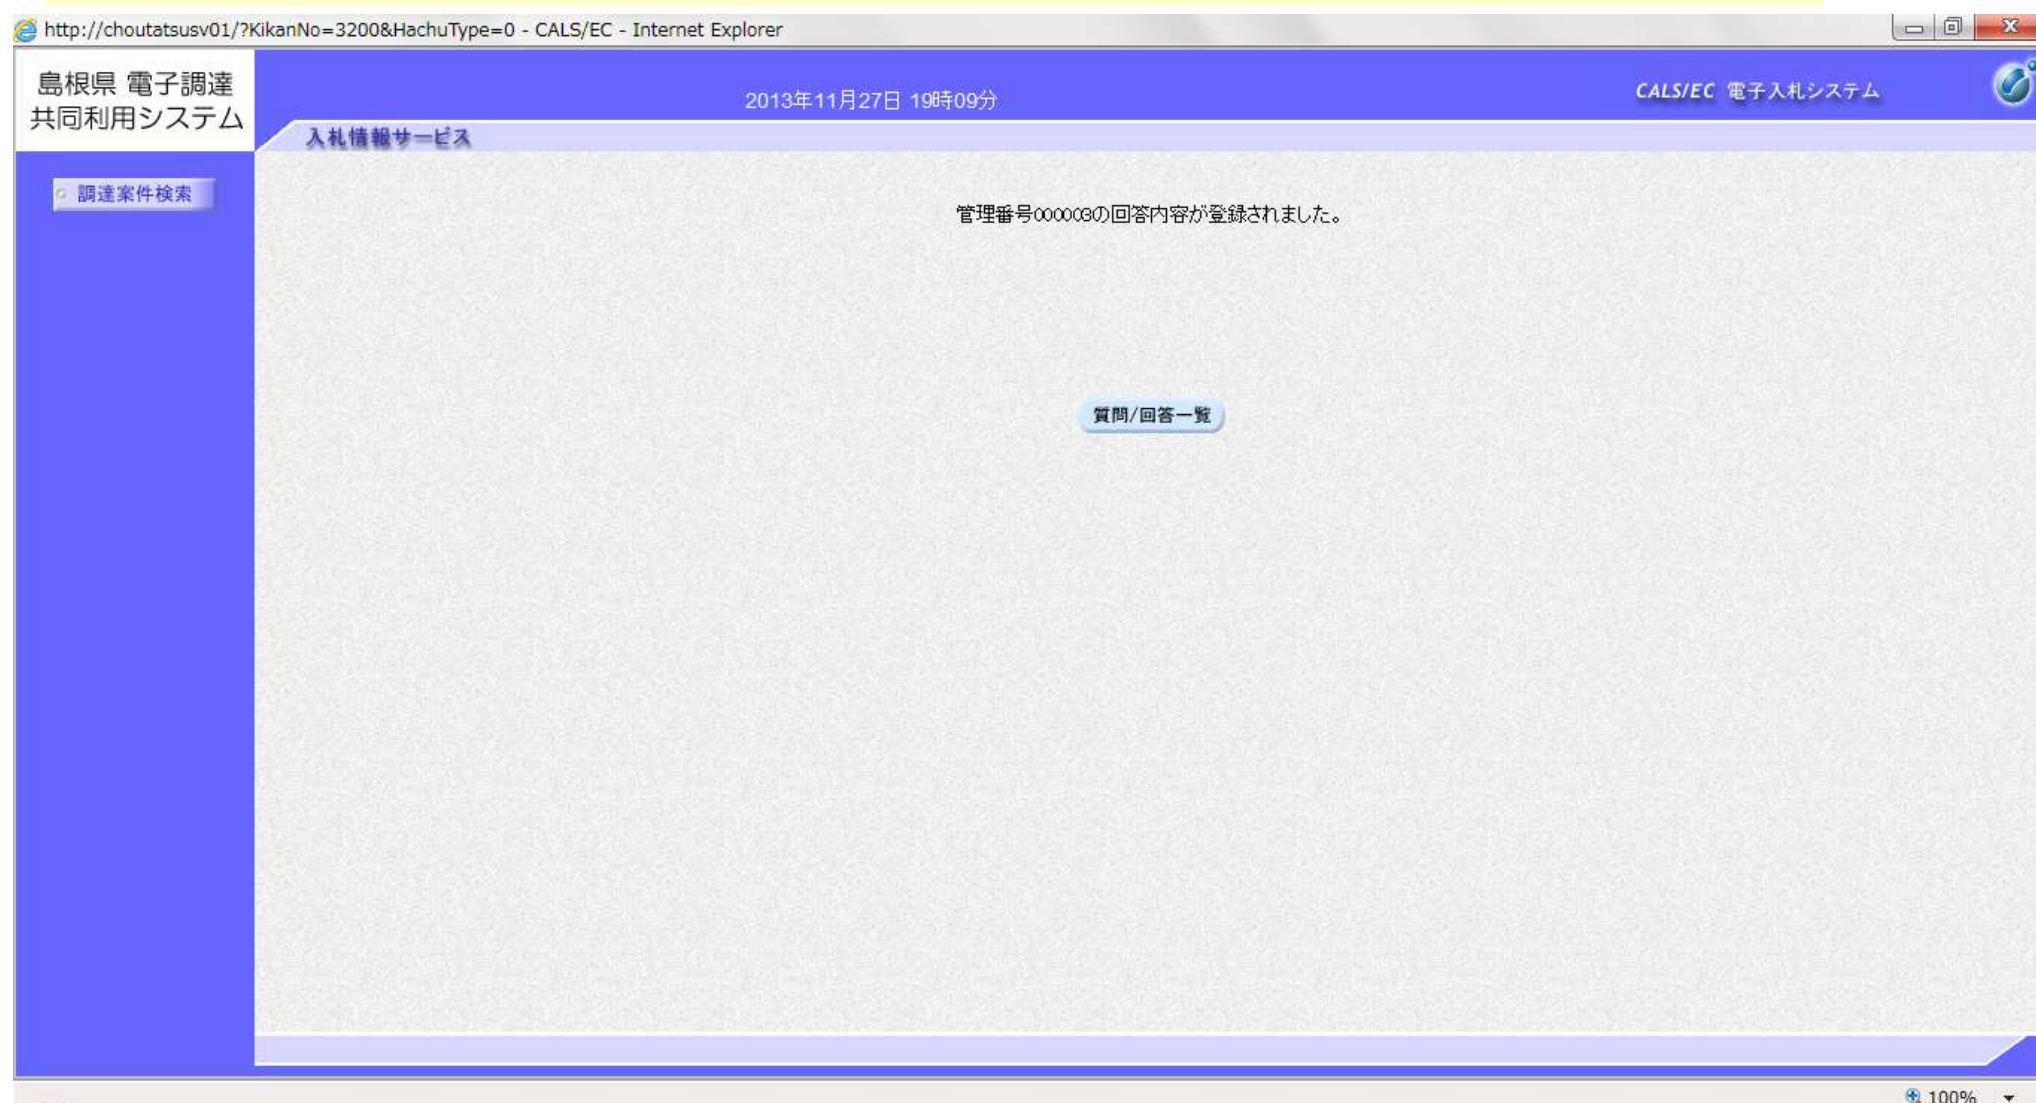 http://choutatsusv01/?KikanNo=3200&HachuType=0 - CALS/EC - Internet Explorer
島根県 電子調達
共同利用システム
2013年11月27日 19時09分
CALS/EC 電子入札システム
入札情報サービス
調達案件検索
管理番号000003の回答内容が登録されました。
質問/回答一覧
100%